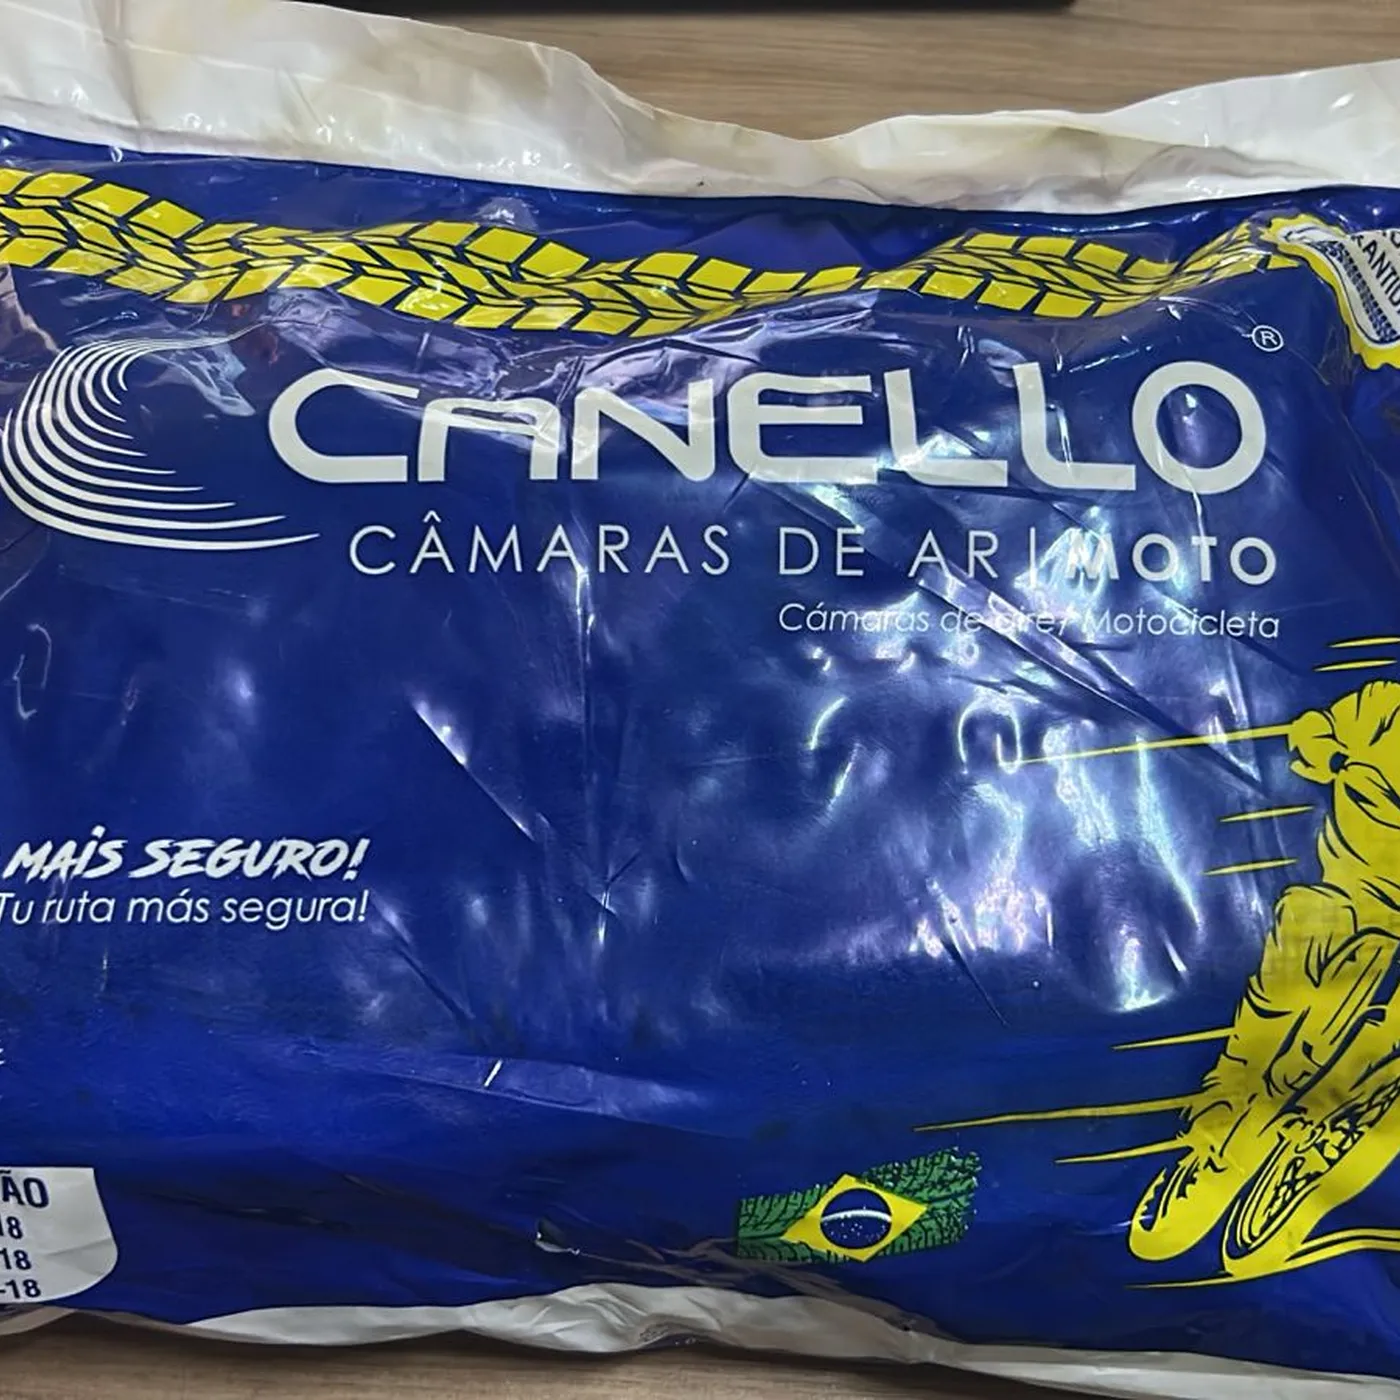 CANELLO ®
CÂMARAS DE AR | MOTO
Cámaras de aire / Motocicleta
MAIS SEGURO!
Tu ruta más segura!
ÃO
18
18
-18